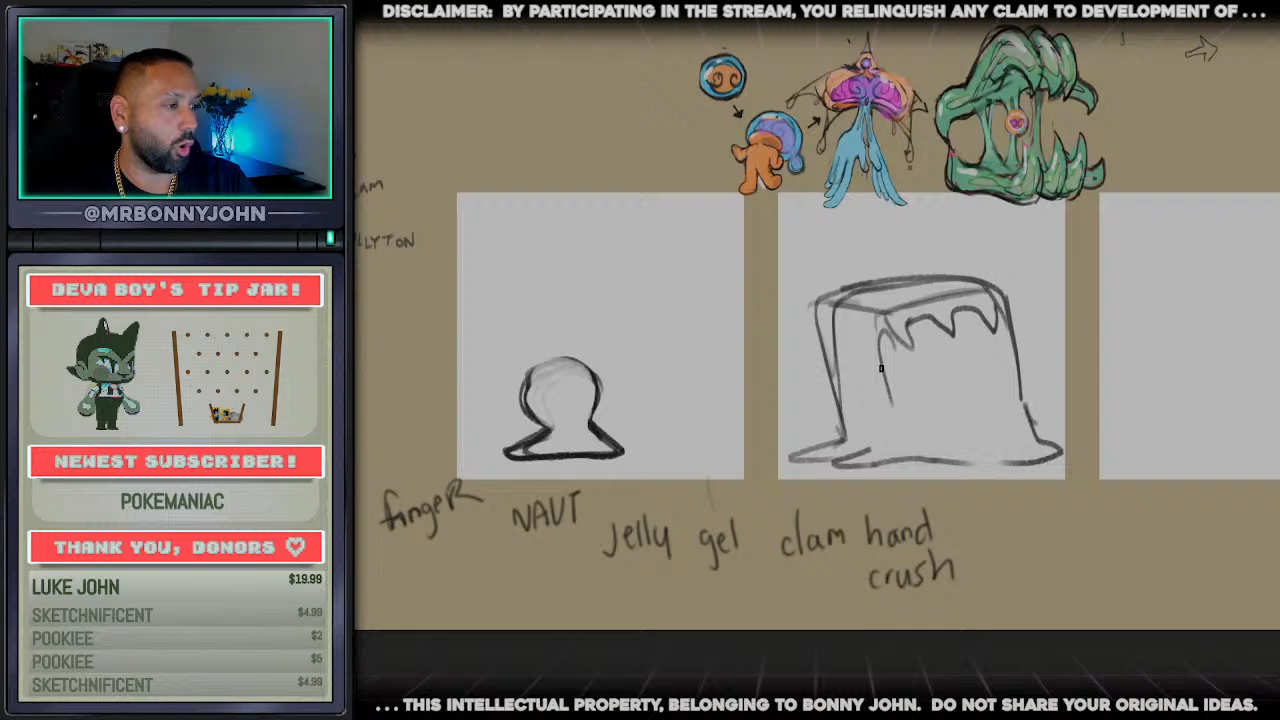 DISCLAIMER: BY PARTICIPATING IN THE STREAM, YOU RELINQUISH ANY CLAIM TO DEVELOPMENT OF . . .
@MRBONNYJOHN
DEVA BOY'S TIP JAR!
NEWEST SUBSCRIBER!
POKEMANIAC
THANK YOU, DONORS
LUKE JOHN $19.99
SKETCHNIFICENT $4.99
POOKIEE $2
POOKIEE $5
SKETCHNIFICENT $4.99
finger NAUT Jelly gel clam hand
crush
. . . THIS INTELLECTUAL PROPERTY, BELONGING TO BONNY JOHN. DO NOT SHARE YOUR ORIGINAL IDEAS.